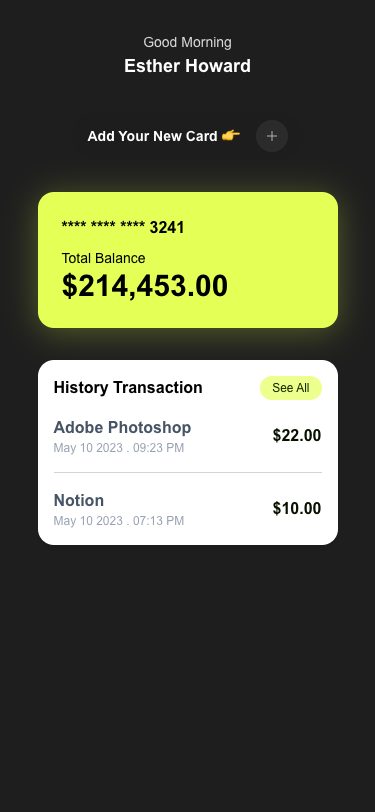 Good Morning
Esther Howard
Add Your New Card 👉
**** **** **** 3241
Total Balance
$214,453.00
History Transaction See All
Adobe Photoshop
May 10 2023 . 09:23 PM
$22.00
Notion
May 10 2023 . 07:13 PM
$10.00